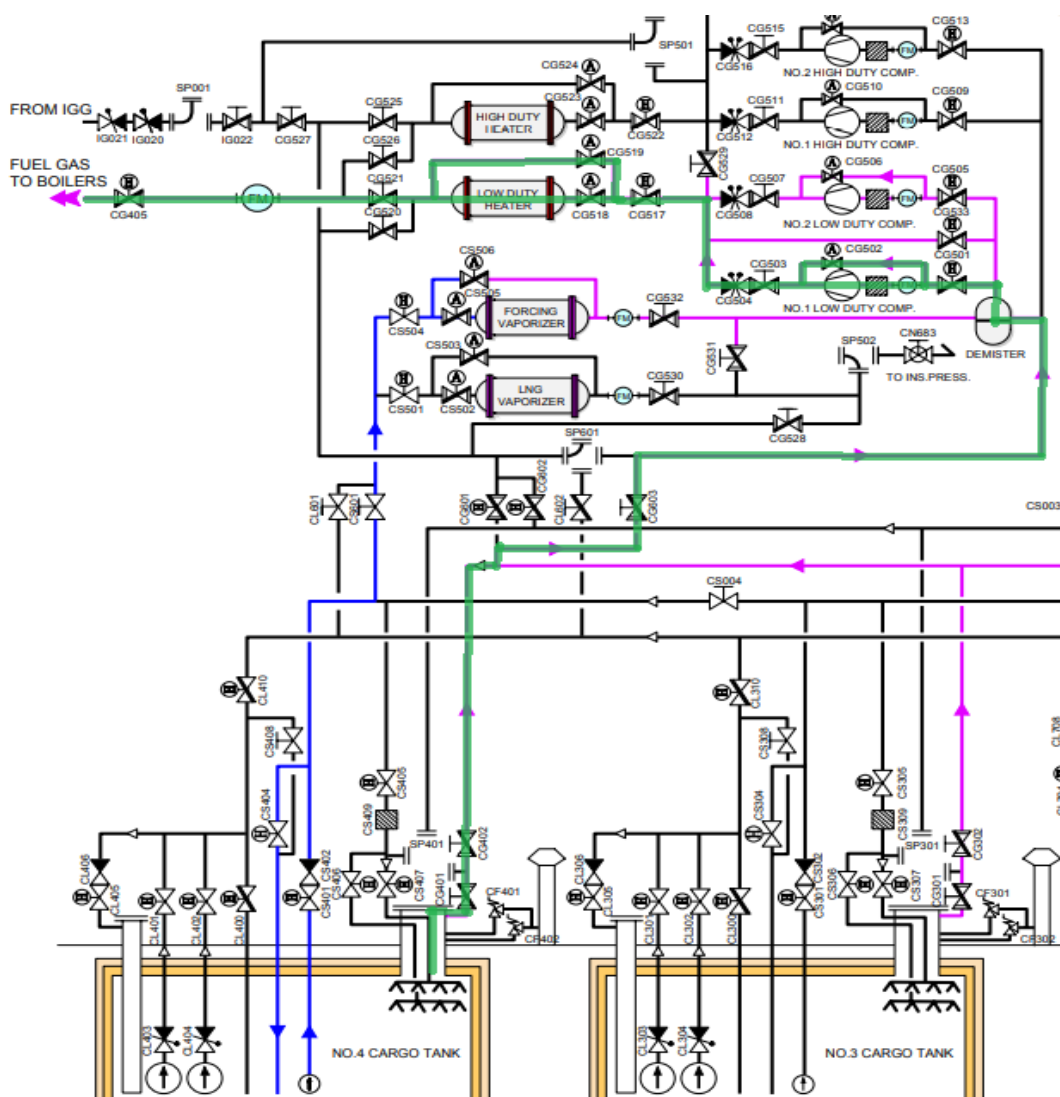 CG513
CG515
SP501
CG524
CG516
NO.2 HIGH DUTY COMP.
SP001
CG523
CG510
CG509
CG511
FROM IGG
CG525
HIGH DUTY
HEATER
CG522
CG512
IG021
IG020
IG022
CG527
CG526
NO.1 HIGH DUTY COMP.
FUEL GAS
TO BOILERS
CG519
CG529
CG506
CG505
CG521
CG507
FM
LOW DUTY
HEATER
CG405
CG520
CG518
CG517
CG508
CG533
NO.2 LOW DUTY COMP.
CS506
CG502
CG501
CG503
CS505
CG504
FM
CG532
FORCING
VAPORIZER
FM
NO.1 LOW DUTY COMP.
CS504
CS503
SP502
CN683
DEMISTER
CG531
CG530
TO INS.PRESS.
LNG
VAPORIZER
FM
CS501
CS502
CG528
SP601
CG602
CL601
CS601
CG601
CL602
CG603
CS003
CS004
CL410
CL310
CS408
CS308
CL708
CS405
CS305
CS404
CS304
CS409
CS309
SP401
CG402
SP301
CG302
CL406
CL405
CS402
CS401
CS406
CS407
CG401
CF401
CL306
CL305
CS302
CS301
CS306
CS307
CG301
CF301
CL401
CL402
CL400
CF402
CL301
CL302
CL300
CF302
CL403
CL404
NO.4 CARGO TANK
CL303
CL304
NO.3 CARGO TANK